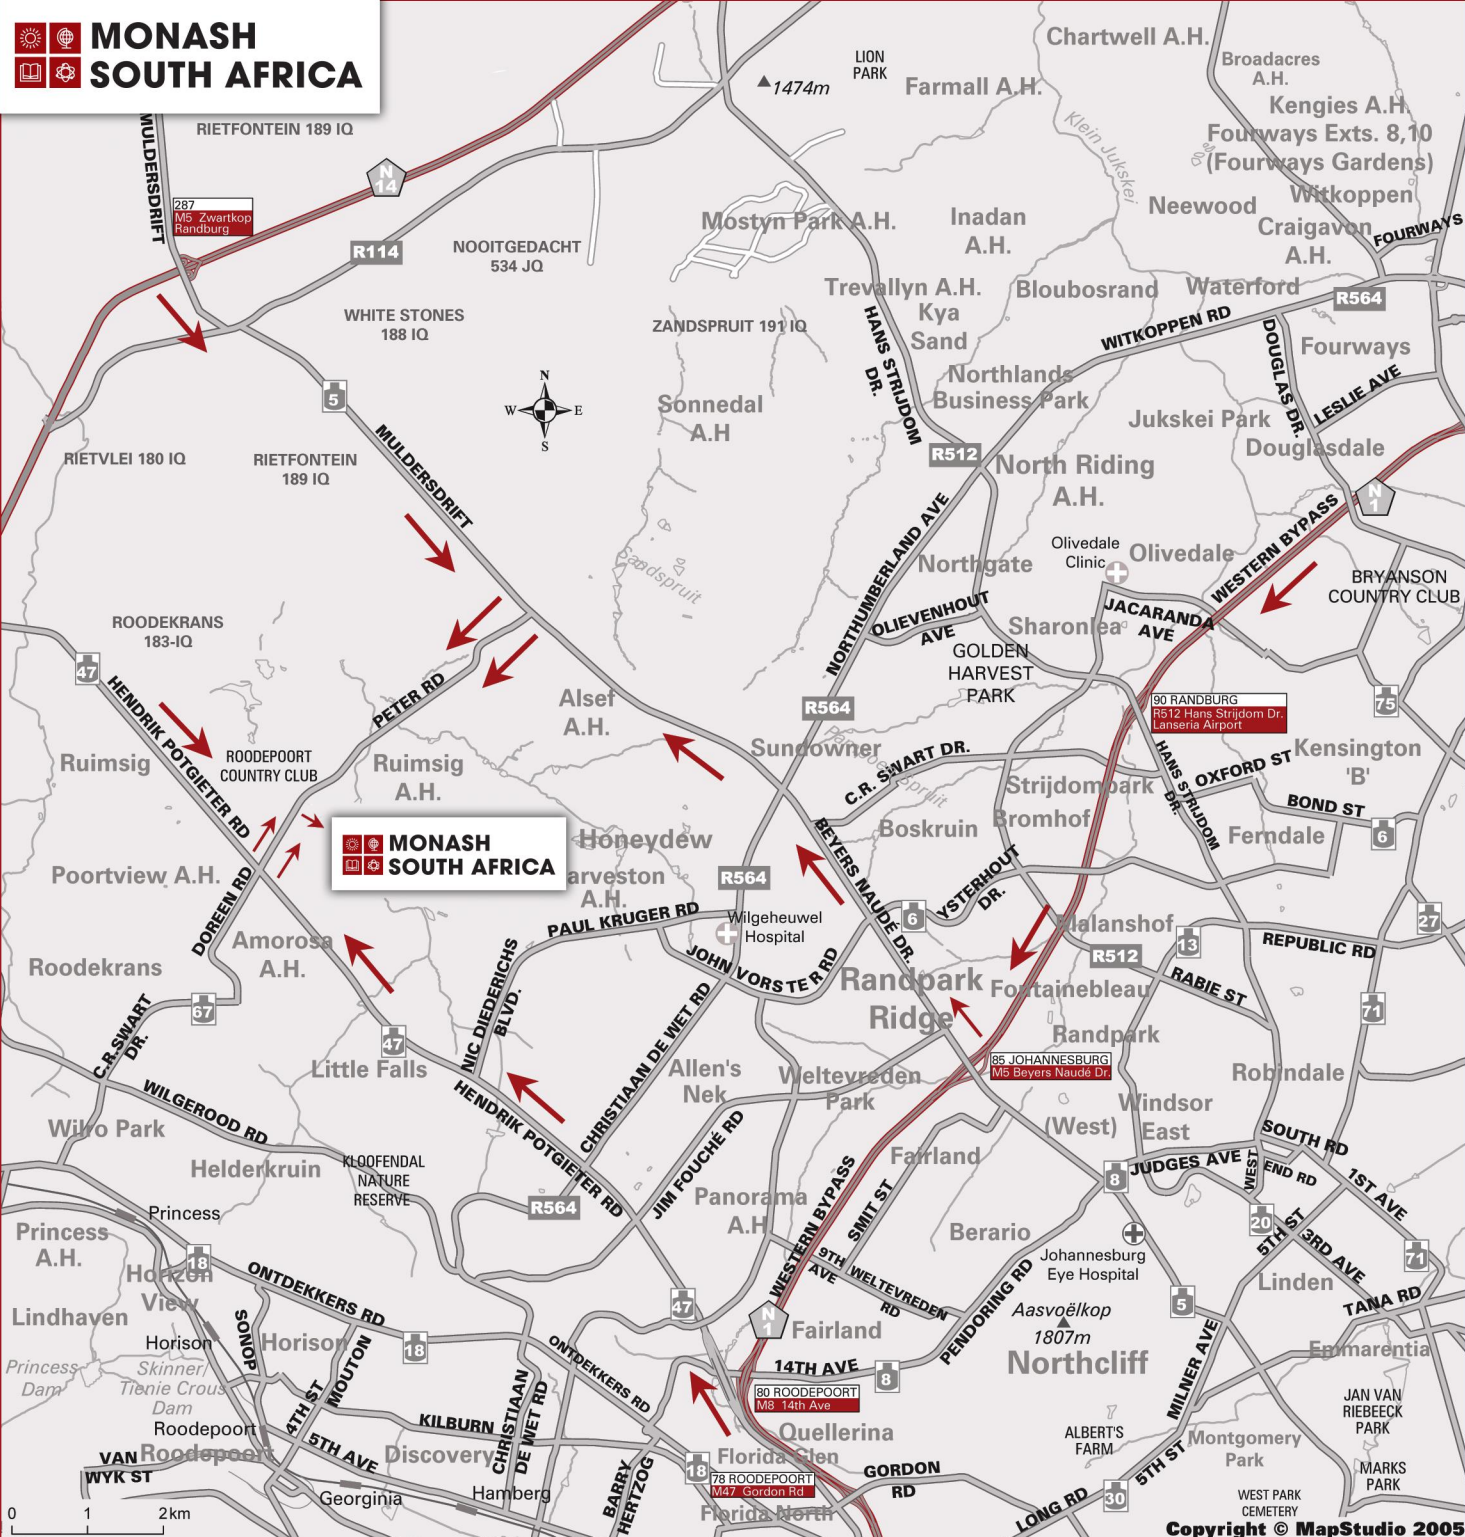 MONASH
SOUTH AFRICA
MULDERSDRIFT
RIETFONTEIN 189 IQ
287
M5 Zwartkop
Randburg
N
14
R114
NOOITGEDACHT
534 JQ
WHITE STONES
188 IQ
1474m
LION
PARK
Farmall A.H.
Chartwell A.H.
Broadacres
A.H.
Kengies A.H.
Fourways Exts. 8,10
(Fourways Gardens)
Witkoppen
Klein Jukskei
Neewood
Craigavon
A.H.
FOURWAYS
Mostyn Park A.H.
Inadan
A.H.
Trevallyn A.H.
Kya
Sand
Bloubosrand
Waterford
R564
ZANDSPRUIT 191 IQ
HANS STRIJDOM
DR.
WITKOPPEN RD
DOUGLAS DR.
Fourways
LESLIE AVE
Northlands
Business Park
Jukskei Park
Douglasdale
5
N
W
E
S
Sonnedal
A.H
R512
North Riding
A.H.
RIETVLEI 180 IQ
RIETFONTEIN
189 IQ
MULDERSDRIFT
N
1
WESTERN BYPASS
Sandspruit
NORTHUMBERLAND AVE
Northgate
Olivedale
Clinic
Olivedale
BRYANSON
COUNTRY CLUB
OLIEVENHOUT
AVE
Sharonlea
JACARANDA
AVE
GOLDEN
HARVEST
PARK
ROODEKRANS
183-IQ
47
HENDRIK POTGIETER RD
PETER RD
Alsef
A.H.
R564
90 RANDBURG
R512 Hans Strijdom Dr.
Lanseria Airport
75
Ruimsig
ROODEPOORT
COUNTRY CLUB
Ruimsig
A.H.
Sundowner
C.R. SWART DR.
Strijdompark
HANS STRIJDOM
DR.
OXFORD ST
Kensington
'B'
BOND ST
6
MONASH
SOUTH AFRICA
Honeydew
BEYERS NAUDÉ DR.
Boskruin
Bromhof
Ferndale
Poortview A.H.
arveston
A.H.
R564
YSTERHOUT
DR.
DOREEN RD
PAUL KRUGER RD
Wilgeheuwel
Hospital
6
Malanshof
R512
13
REPUBLIC RD
27
Amorosa
A.H.
Roodekrans
NIC DIEDERICHS
BLVD.
JOHN VORSTER RD
Randpark
Ridge
Fontainebleau
RABIE ST
67
C.R.SWART
DR.
47
Little Falls
CHRISTIAAN DE WET RD
Allen's
Nek
Weltevreden
Park
85 JOHANNESBURG
M5 Beyers Naudé Dr.
Randpark
71
Robindale
WILGEROOD RD
HENDRIK POTGIETER RD
JIM FOUCHÉ RD
(West)
Windsor
East
SOUTH RD
Wilro Park
Helderkruin
KLOOFENDAL
NATURE
RESERVE
Fairland
8
JUDGES AVE
WEST
END RD
1ST AVE
R564
Panorama
A.H.
WESTERN BYPASS
SMIT ST
Berario
Johannesburg
Eye Hospital
20
5TH ST
3RD AVE
71
Princess
Princess
A.H.
18
Horizon
View
ONTDEKKERS RD
9TH
AVE
WELTEVREDEN
RD
PENDORING RD
Aasvoëlkop
1807m
5
Linden
TANA RD
Lindhaven
Horison
SONOP
Horison
18
47
N
1
Fairland
Northcliff
MILNER AVE
Emmarentia
Princess
Dam
Skinner/
Tienie Crous
Dam
4TH ST
MOUTON
ONTDEKKERS RD
14TH AVE
8
80 ROODEPOORT
M8 14th Ave
JAN VAN
RIEBEECK
PARK
Roodepoort
KILBURN
CHRISTIAAN
DE WET RD
Quellerina
ALBERT'S
FARM
Montgomery
Park
VAN
WYK ST
Roodepoort
5TH AVE
Discovery
Florida Glen
18
78 ROODEPOORT
M47 Gordon Rd
GORDON
RD
5TH ST
MARKS
PARK
Georginia
Hamberg
BARRY
HERTZOG
Florida North
LONG RD
30
WEST PARK
CEMETERY
0
1
2km
Copyright © MapStudio 2005